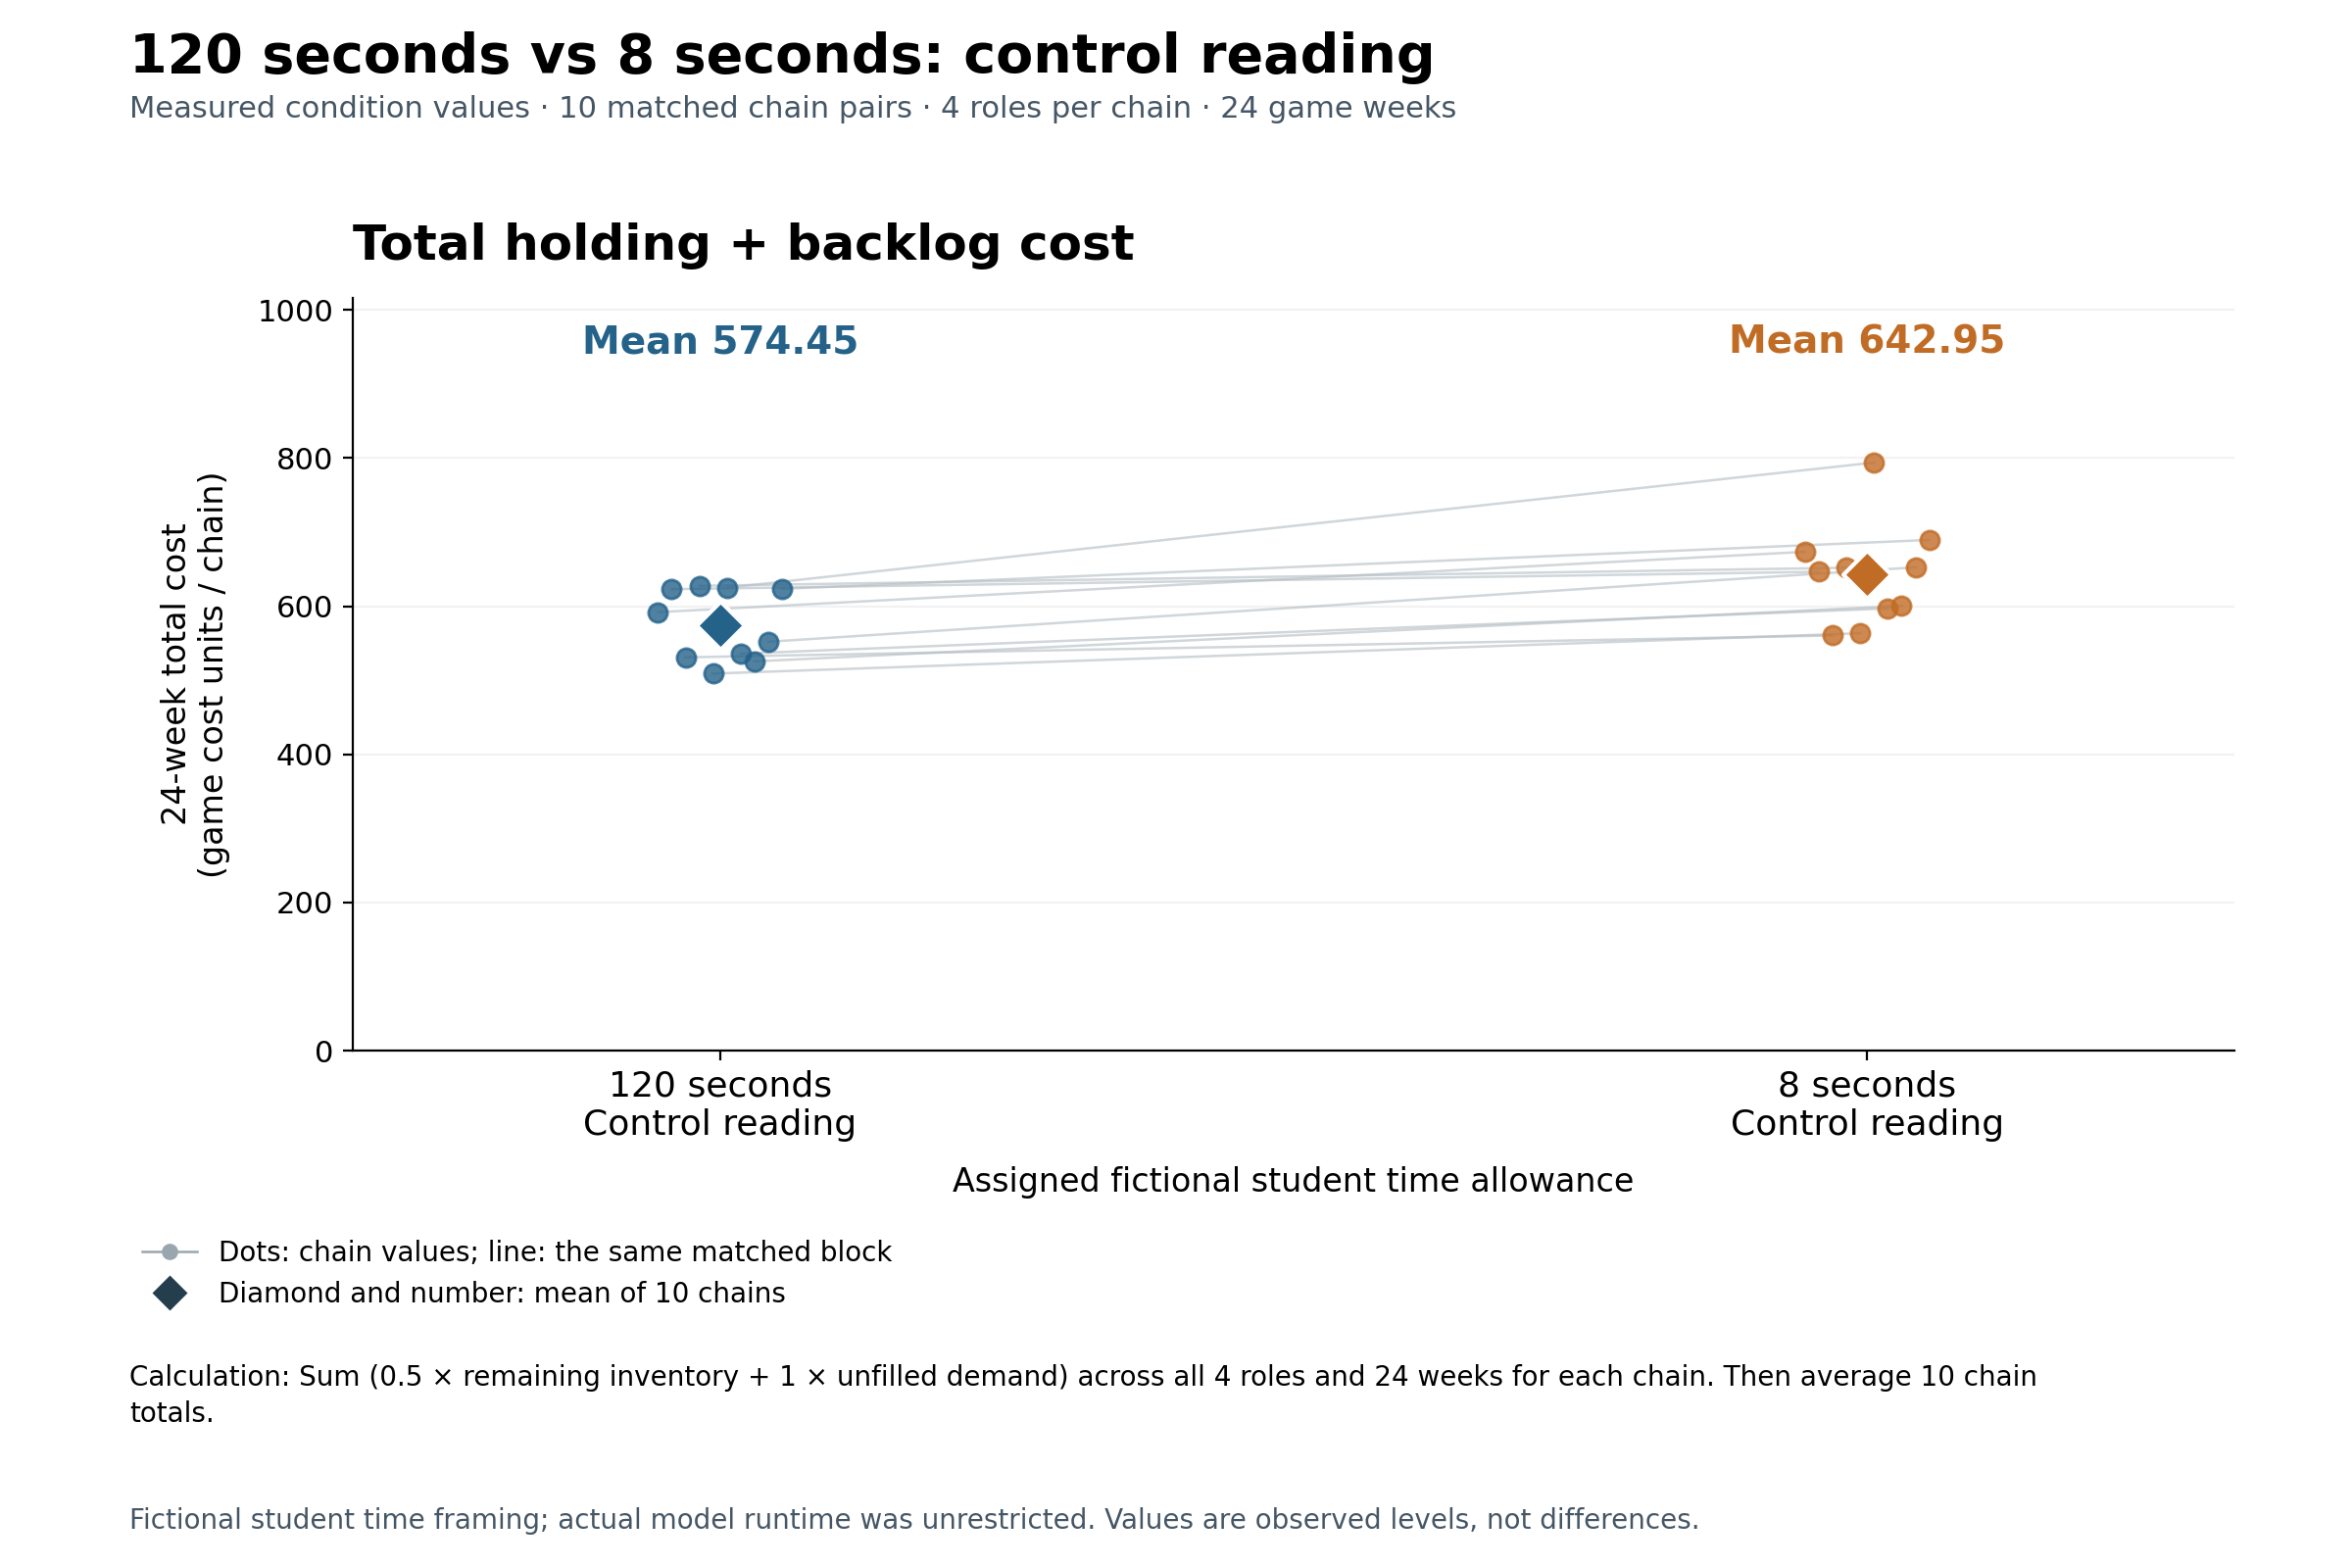 120 seconds vs 8 seconds: control reading
Measured condition values · 10 matched chain pairs · 4 roles per chain · 24 game weeks
Total holding + backlog cost
24-week total cost
(game cost units / chain)
1000
800
600
400
200
0
Mean 574.45
Mean 642.95
120 seconds
Control reading
8 seconds
Control reading
Assigned fictional student time allowance
Dots: chain values; line: the same matched block
Diamond and number: mean of 10 chains
Calculation: Sum (0.5 × remaining inventory + 1 × unfilled demand) across all 4 roles and 24 weeks for each chain. Then average 10 chain
totals.
Fictional student time framing; actual model runtime was unrestricted. Values are observed levels, not differences.